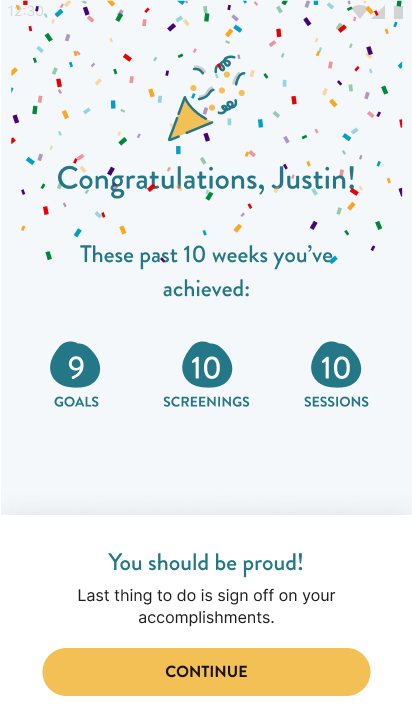 12:30
Congratulations, Justin!
These past 10 weeks you've
achieved:
9
10
10
GOALS
SCREENINGS
SESSIONS
You should be proud!
Last thing to do is sign off on your
accomplishments.
CONTINUE